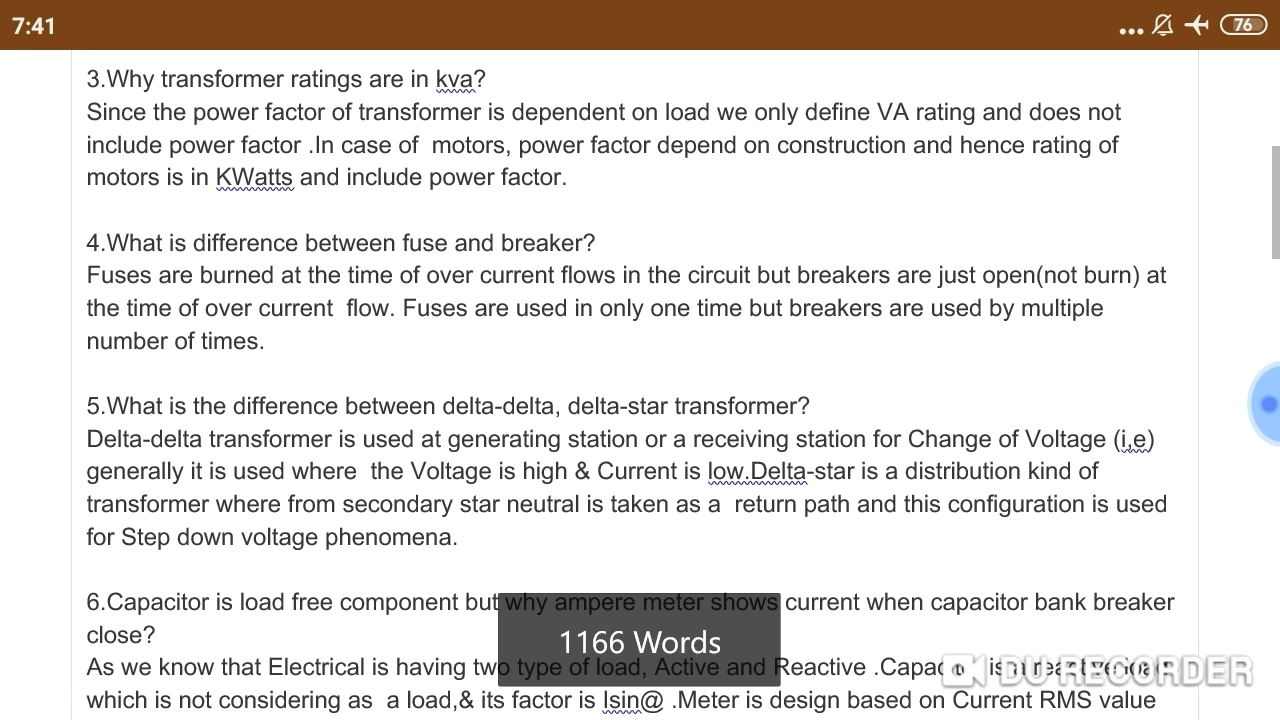 7:41
76
3.Why transformer ratings are in kva?
Since the power factor of transformer is dependent on load we only define VA rating and does not
include power factor .In case of  motors, power factor depend on construction and hence rating of
motors is in KWatts and include power factor.
4.What is difference between fuse and breaker?
Fuses are burned at the time of over current flows in the circuit but breakers are just open(not burn) at
the time of over current  flow. Fuses are used in only one time but breakers are used by multiple
number of times.
5.What is the difference between delta-delta, delta-star transformer?
Delta-delta transformer is used at generating station or a receiving station for Change of Voltage (i,e)
generally it is used where  the Voltage is high & Current is low.Delta-star is a distribution kind of
transformer where from secondary star neutral is taken as a  return path and this configuration is used
for Step down voltage phenomena.
6.Capacitor is load free component but why ampere meter shows current when capacitor bank breaker
close?
1166 Words
As we know that Electrical is having two type of load, Active and Reactive .Capacitor is a reactive load
DU RECORDER
which is not considering as  a load,& its factor is Isin@ .Meter is design based on Current RMS value